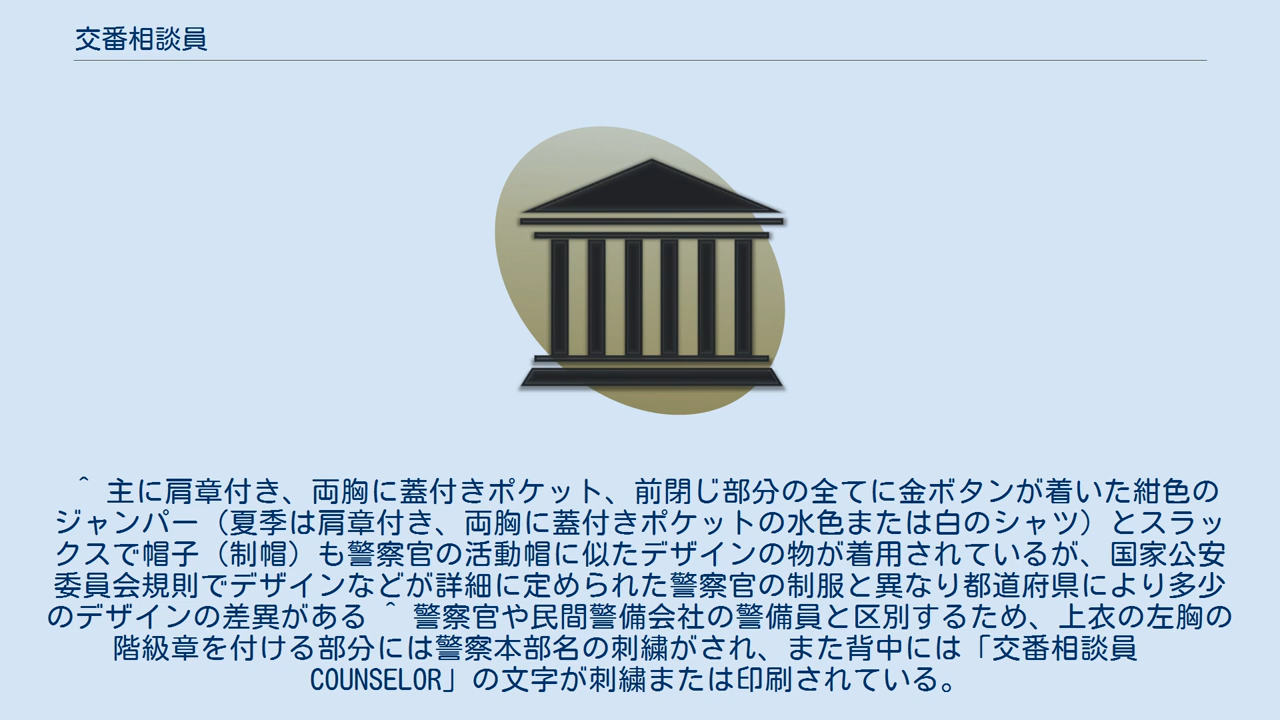 交番相談員
＾ 主に肩章付き、両胸に蓋付きポケット、前閉じ部分の全てに金ボタンが着いた紺色の
ジャンパー（夏季は肩章付き、両胸に蓋付きポケットの水色または白のシャツ）とスラッ
クスで帽子（制帽）も警察官の活動帽に似たデザインの物が着用されているが、国家公安
委員会規則でデザインなどが詳細に定められた警察官の制服と異なり都道府県により多少
のデザインの差異がある ＾ 警察官や民間警備会社の警備員と区別するため、上衣の左胸の
階級章を付ける部分には警察本部名の刺繍がされ、また背中には「交番相談員
COUNSELOR」の文字が刺繍または印刷されている。